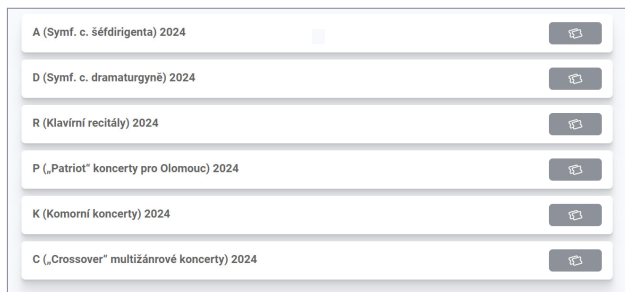 A (Symf. c. šéfdirigenta) 2024
D (Symf. c. dramaturgyně) 2024
R (Klavírní recitály) 2024
P („Patriot“ koncerty pro Olomouc) 2024
K (Komorní koncerty) 2024
C („Crossover“ multižánrové koncerty) 2024